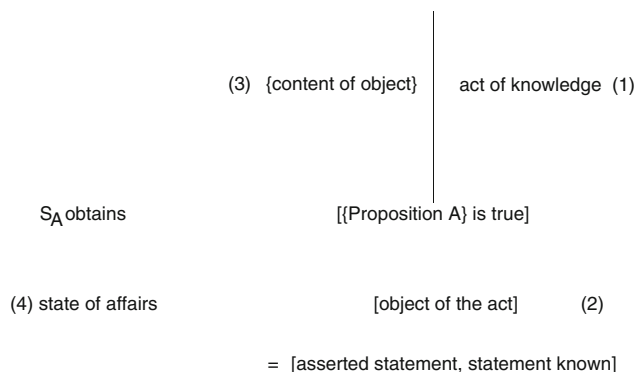 (3) {content of object} act of knowledge (1)
S_A obtains [{Proposition A} is true]
(4) state of affairs [object of the act] (2)
= [asserted statement, statement known]